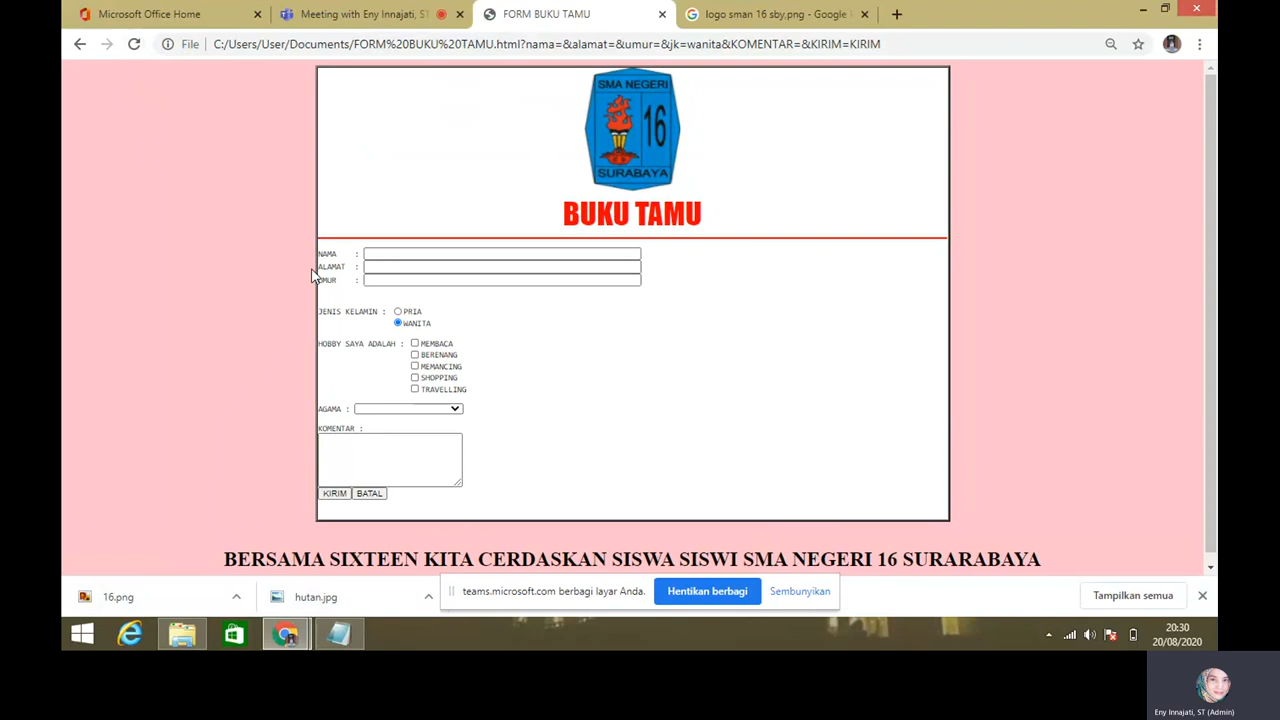 Microsoft Office Home
Meeting with Eny Innajati, ST
FORM BUKU TAMU
logo sman 16 sby,png - Google
File
C:/Users/User/Documents/FORM%20BUKU%20TAMU.html?nama=&alamat=&umur=&jk=wanita&KOMENTAR=&KIRIM=KIRIM
SMA NEGERI
16
SURABAYA
BUKU TAMU
NAMA :
ALAMAT :
UMUR :
JENIS KELAMIN : PRIA
WANITA
HOBBY SAYA ADALAH : MEMBACA
BERENANG
MEMANCING
SHOPPING
TRAVELLING
AGAMA :
KOMENTAR :
KIRIM BATAL
BERSAMA SIXTEEN KITA CERDASKAN SISWA SISWI SMA NEGERI 16 SURARABAYA
16.png
hutan.jpg
teams.microsoft.com berbagi layar Anda.
Hentikan berbagi
Sembunyikan
Tampilkan semua
20:30
20/08/2020
Eny Innajati, ST (Admin)